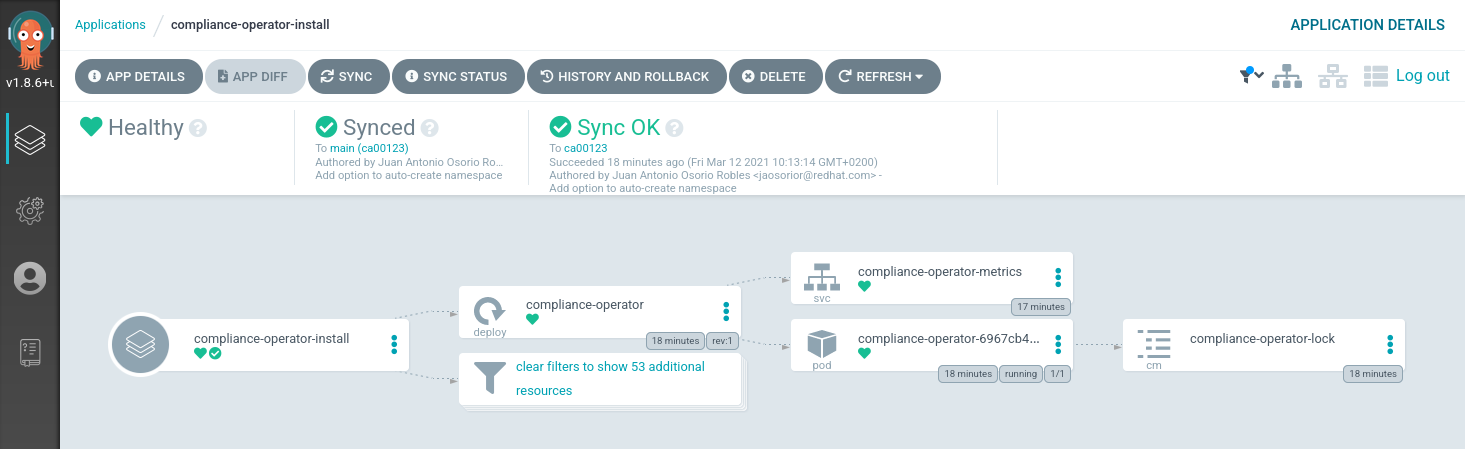 Applications / compliance-operator-install
APPLICATION DETAILS
v1.8.6+
APP DETAILS
APP DIFF
SYNC
SYNC STATUS
HISTORY AND ROLLBACK
DELETE
REFRESH
Log out
Healthy
Synced
To main (ca00123)
Authored by Juan Antonio Osorio Ro...
Add option to auto-create namespace
Sync OK
To ca00123
Succeeded 18 minutes ago (Fri Mar 12 2021 10:13:14 GMT+0200)
Authored by Juan Antonio Osorio Robles <jaosorior@redhat.com> -
Add option to auto-create namespace
compliance-operator-install
compliance-operator
deploy
18 minutes
rev:1
clear filters to show 53 additional
resources
compliance-operator-metrics
svc
17 minutes
compliance-operator-6967cb4...
pod
18 minutes
running
1/1
compliance-operator-lock
cm
18 minutes